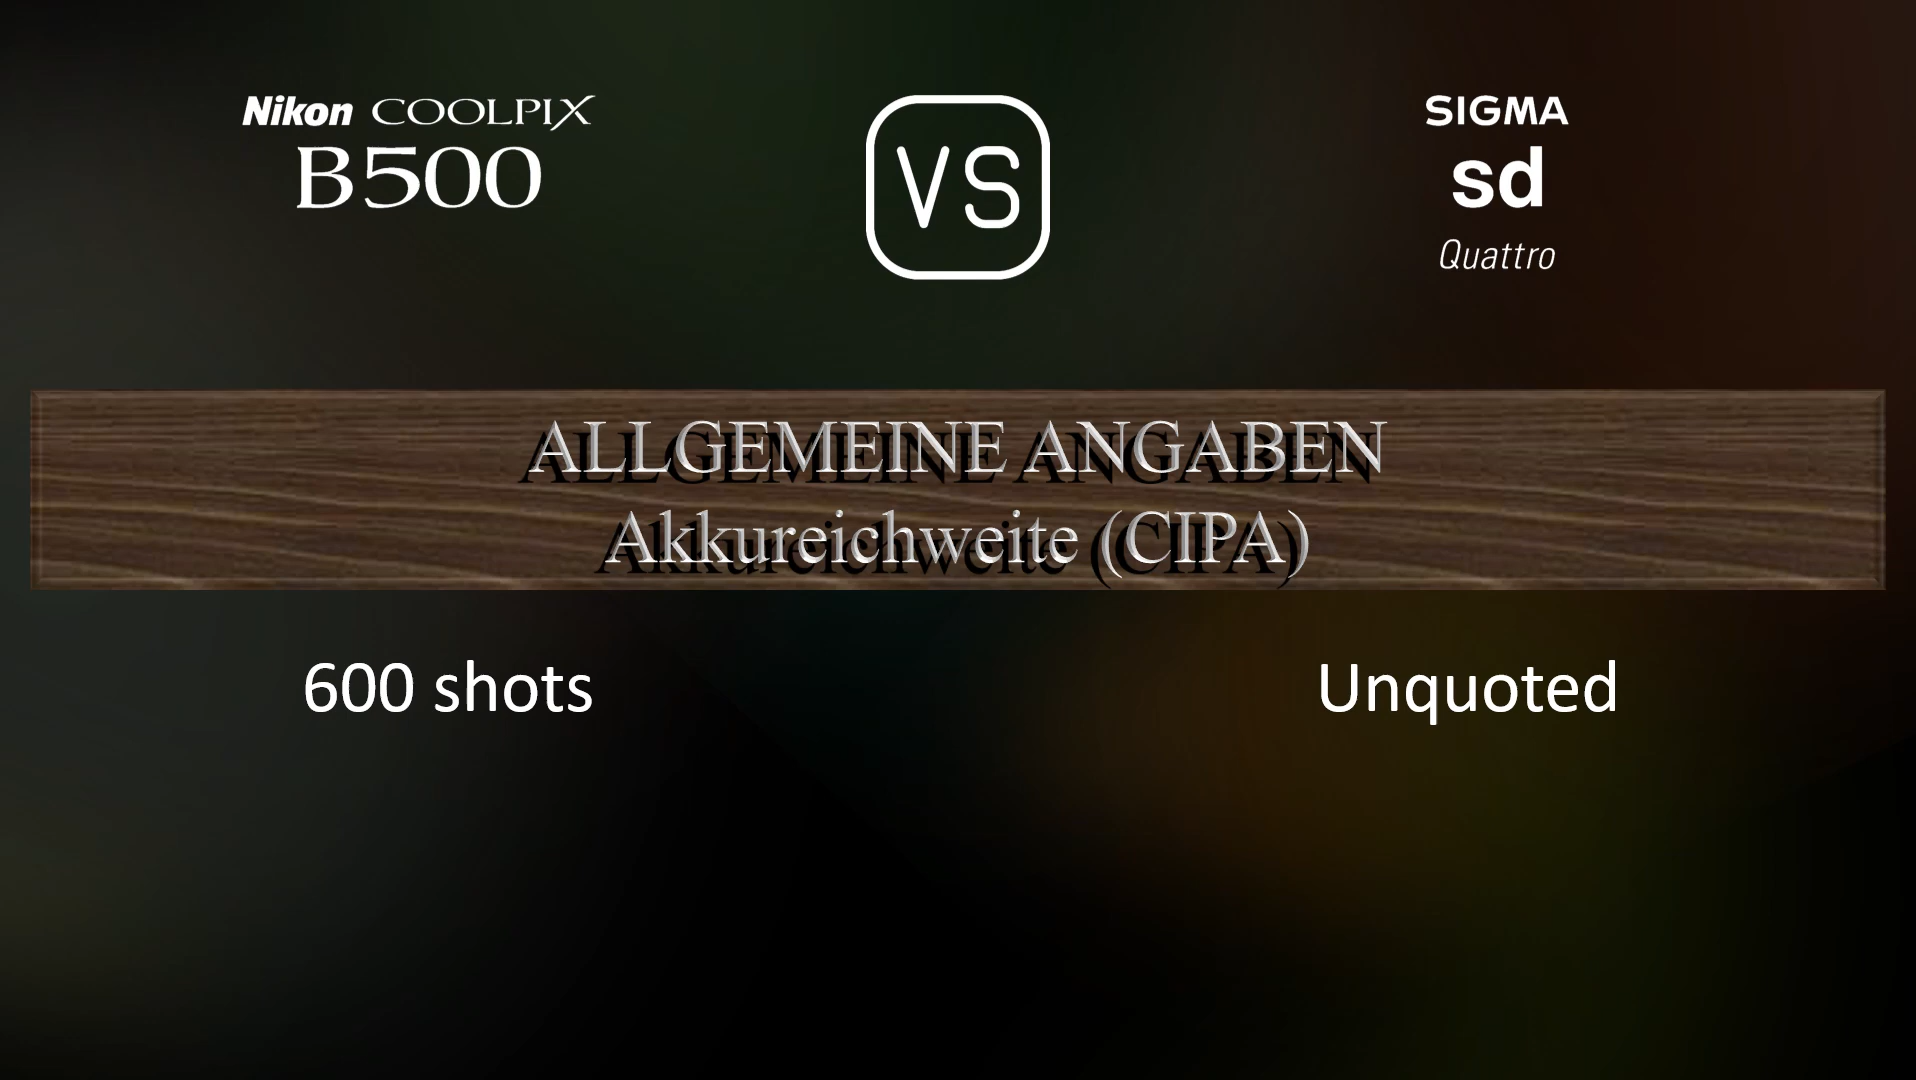 Nikon COOLPIX
B500
VS
SIGMA
sd
Quattro
ALLGEMEINE ANGABEN
Akkureichweite (CIPA)
600 shots
Unquoted